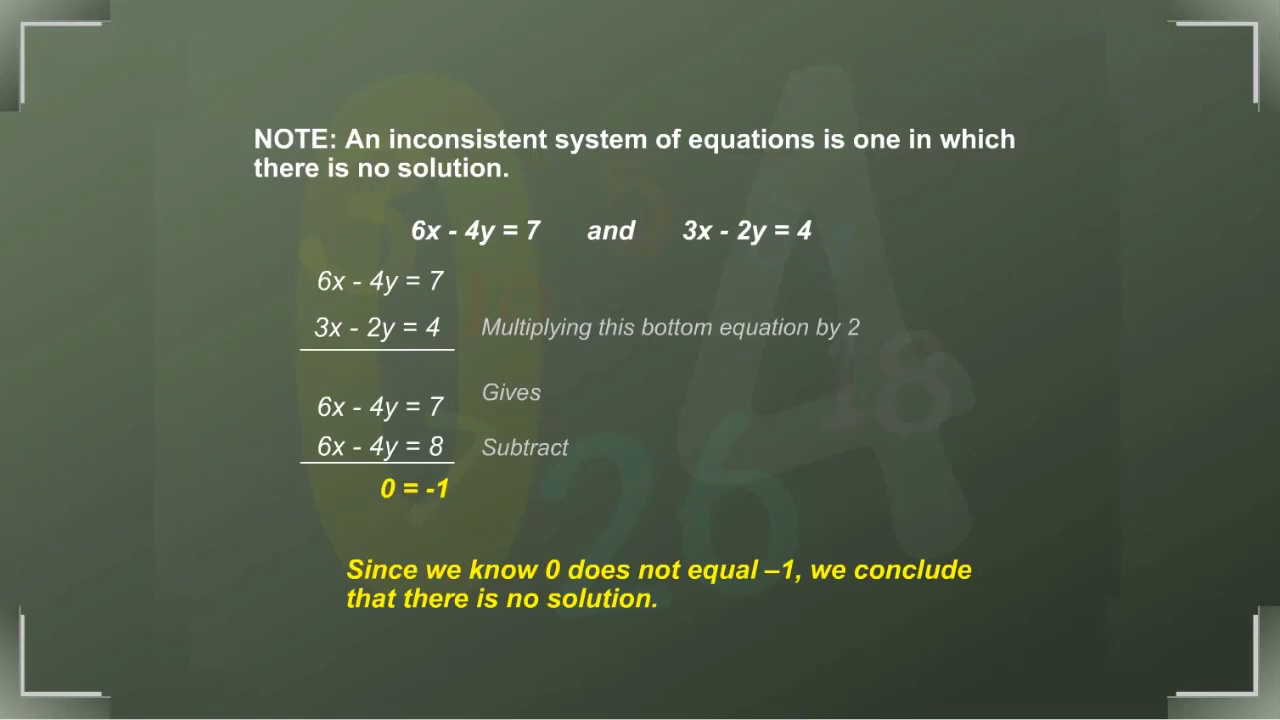 NOTE: An inconsistent system of equations is one in which
there is no solution.
6x - 4y = 7 and 3x - 2y = 4
6x - 4y = 7
3x - 2y = 4 Multiplying this bottom equation by 2
Gives
6x - 4y = 7
6x - 4y = 8 Subtract
0 = -1
Since we know 0 does not equal –1, we conclude
that there is no solution.
5
18
26